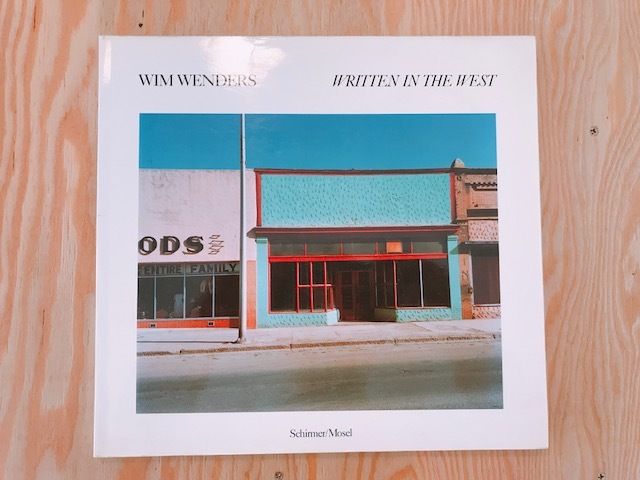 WIM WENDERS
WRITTEN IN THE WEST
ODS
ENTIRE FAMILY
Schirmer/Mosel